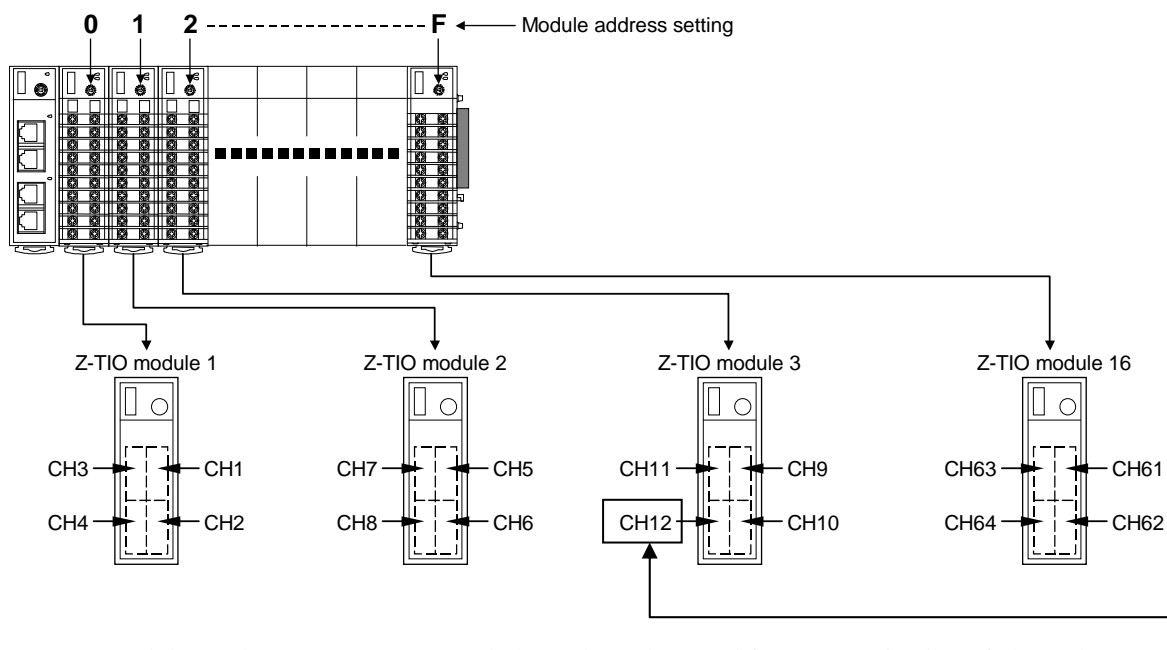 0 1 2 F Module address setting
Z-TIO module 1 Z-TIO module 2 Z-TIO module 3 Z-TIO module 16
CH3 CH1 CH7 CH5 CH11 CH9 CH63 CH61
CH4 CH2 CH8 CH6 CH12 CH10 CH64 CH62